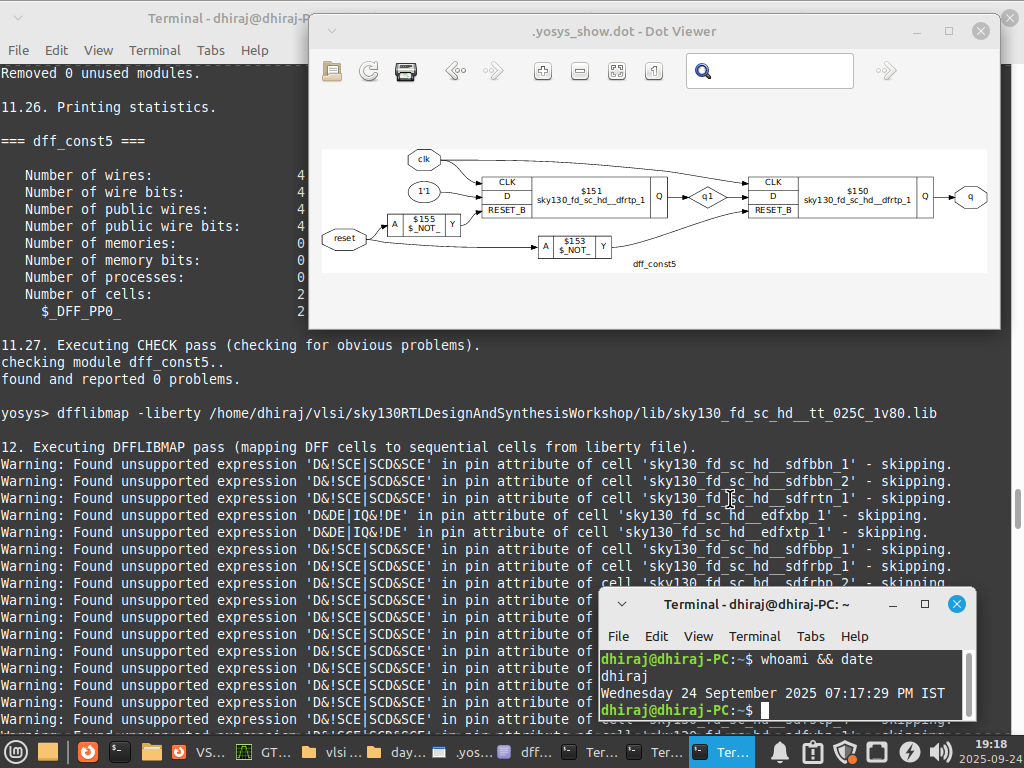 Terminal - dhiraj@dhiraj-P
File Edit View Terminal Tabs Help
Removed 0 unused modules.
11.26. Printing statistics.
=== dff_const5 ===
Number of wires: 4
Number of wire bits: 4
Number of public wires: 4
Number of public wire bits: 4
Number of memories: 0
Number of memory bits: 0
Number of processes: 0
Number of cells: 2
$_DFF_PP0_ 2
11.27. Executing CHECK pass (checking for obvious problems).
checking module dff_const5..
found and reported 0 problems.
yosys> dfflibmap -liberty /home/dhiraj/vlsi/sky130RTLDesignAndSynthesisWorkshop/lib/sky130_fd_sc_hd__tt_025C_1v80.lib
12. Executing DFFLIBMAP pass (mapping DFF cells to sequential cells from liberty file).
Warning: Found unsupported expression 'D&!SCE|SCD&SCE' in pin attribute of cell 'sky130_fd_sc_hd__sdfbbn_1' - skipping.
Warning: Found unsupported expression 'D&!SCE|SCD&SCE' in pin attribute of cell 'sky130_fd_sc_hd__sdfbbn_2' - skipping.
Warning: Found unsupported expression 'D&!SCE|SCD&SCE' in pin attribute of cell 'sky130_fd_sc_hd__sdfrtn_1' - skipping.
Warning: Found unsupported expression 'D&DE|IQ&!DE' in pin attribute of cell 'sky130_fd_sc_hd__edfxbp_1' - skipping.
Warning: Found unsupported expression 'D&DE|IQ&!DE' in pin attribute of cell 'sky130_fd_sc_hd__edfxtp_1' - skipping.
Warning: Found unsupported expression 'D&!SCE|SCD&SCE' in pin attribute of cell 'sky130_fd_sc_hd__sdfbbp_1' - skipping.
Warning: Found unsupported expression 'D&!SCE|SCD&SCE' in pin attribute of cell 'sky130_fd_sc_hd__sdfrbp_1' - skipping.
Warning: Found unsupported expression 'D&!SCE|SCD&SCE' in pin attribute of cell 'sky130_fd_sc_hd__sdfrbp_2' - skipping.
Warning: Found unsupported expression 'D&!SCE|SCD&SCE' in pin attribute of
Warning: Found unsupported expression 'D&!SCE|SCD&SCE' in pin attribute of
Warning: Found unsupported expression 'D&!SCE|SCD&SCE' in pin attribute of
Warning: Found unsupported expression 'D&!SCE|SCD&SCE' in pin attribute of
Warning: Found unsupported expression 'D&!SCE|SCD&SCE' in pin attribute of
Warning: Found unsupported expression 'D&!SCE|SCD&SCE' in pin attribute of
Warning: Found unsupported expression 'D&!SCE|SCD&SCE' in pin attribute of
Warning: Found unsupported expression 'D&!SCE|SCD&SCE' in pin attribute of
.yosys_show.dot - Dot Viewer
clk
1'1
reset
A $155 $_NOT_ Y
CLK
D
RESET_B
$151
sky130_fd_sc_hd__dfrtp_1
Q
A $153 $_NOT_ Y
q1
CLK
D
RESET_B
$150
sky130_fd_sc_hd__dfrtp_1
Q
q
dff_const5
Terminal - dhiraj@dhiraj-PC: ~
File Edit View Terminal Tabs Help
dhiraj@dhiraj-PC:~$ whoami && date
dhiraj
Wednesday 24 September 2025 07:17:29 PM IST
dhiraj@dhiraj-PC:~$
VS... GT... vlsi ... day... .yos... dff... Ter... Ter... Ter...
19:18
2025-09-24